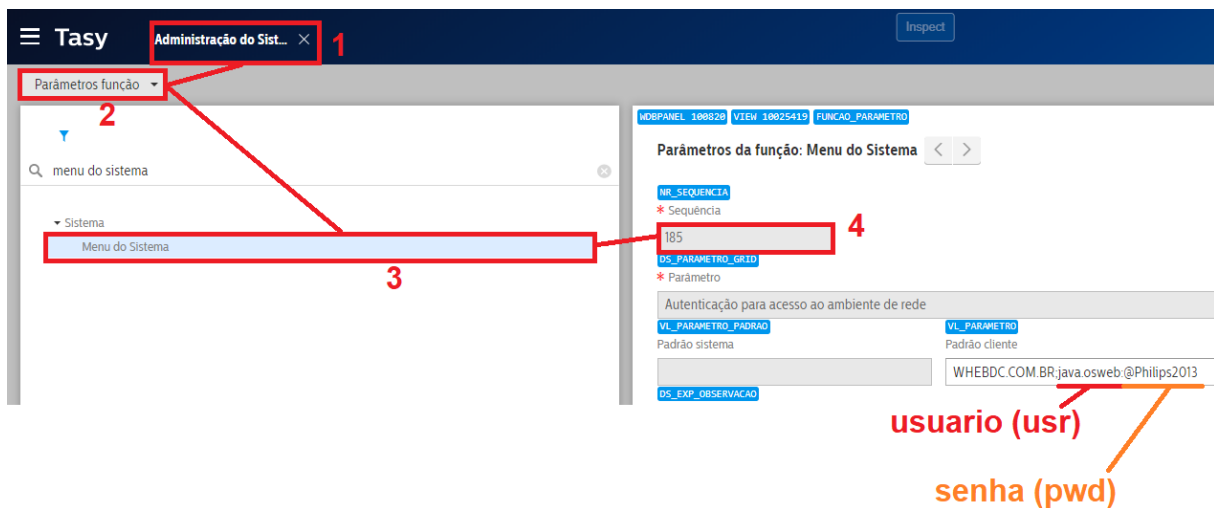 Tasy
Administração do Sist...
1
Inspect
Parâmetros função
2
menu do sistema
Sistema
Menu do Sistema
3
WDBPANEL 100820 VIEW 10025419 FUNCAO_PARAMETRO
Parâmetros da função: Menu do Sistema
NR_SEQUENCIA
* Sequência
185
4
DS_PARAMETRO_GRID
* Parâmetro
Autenticação para acesso ao ambiente de rede
VL_PARAMETRO_PADRAO
Padrão sistema
VL_PARAMETRO
Padrão cliente
WHEBDC.COM.BR;java.osweb:@Philips2013
DS_EXP_OBSERVACAO
usuario (usr)
senha (pwd)